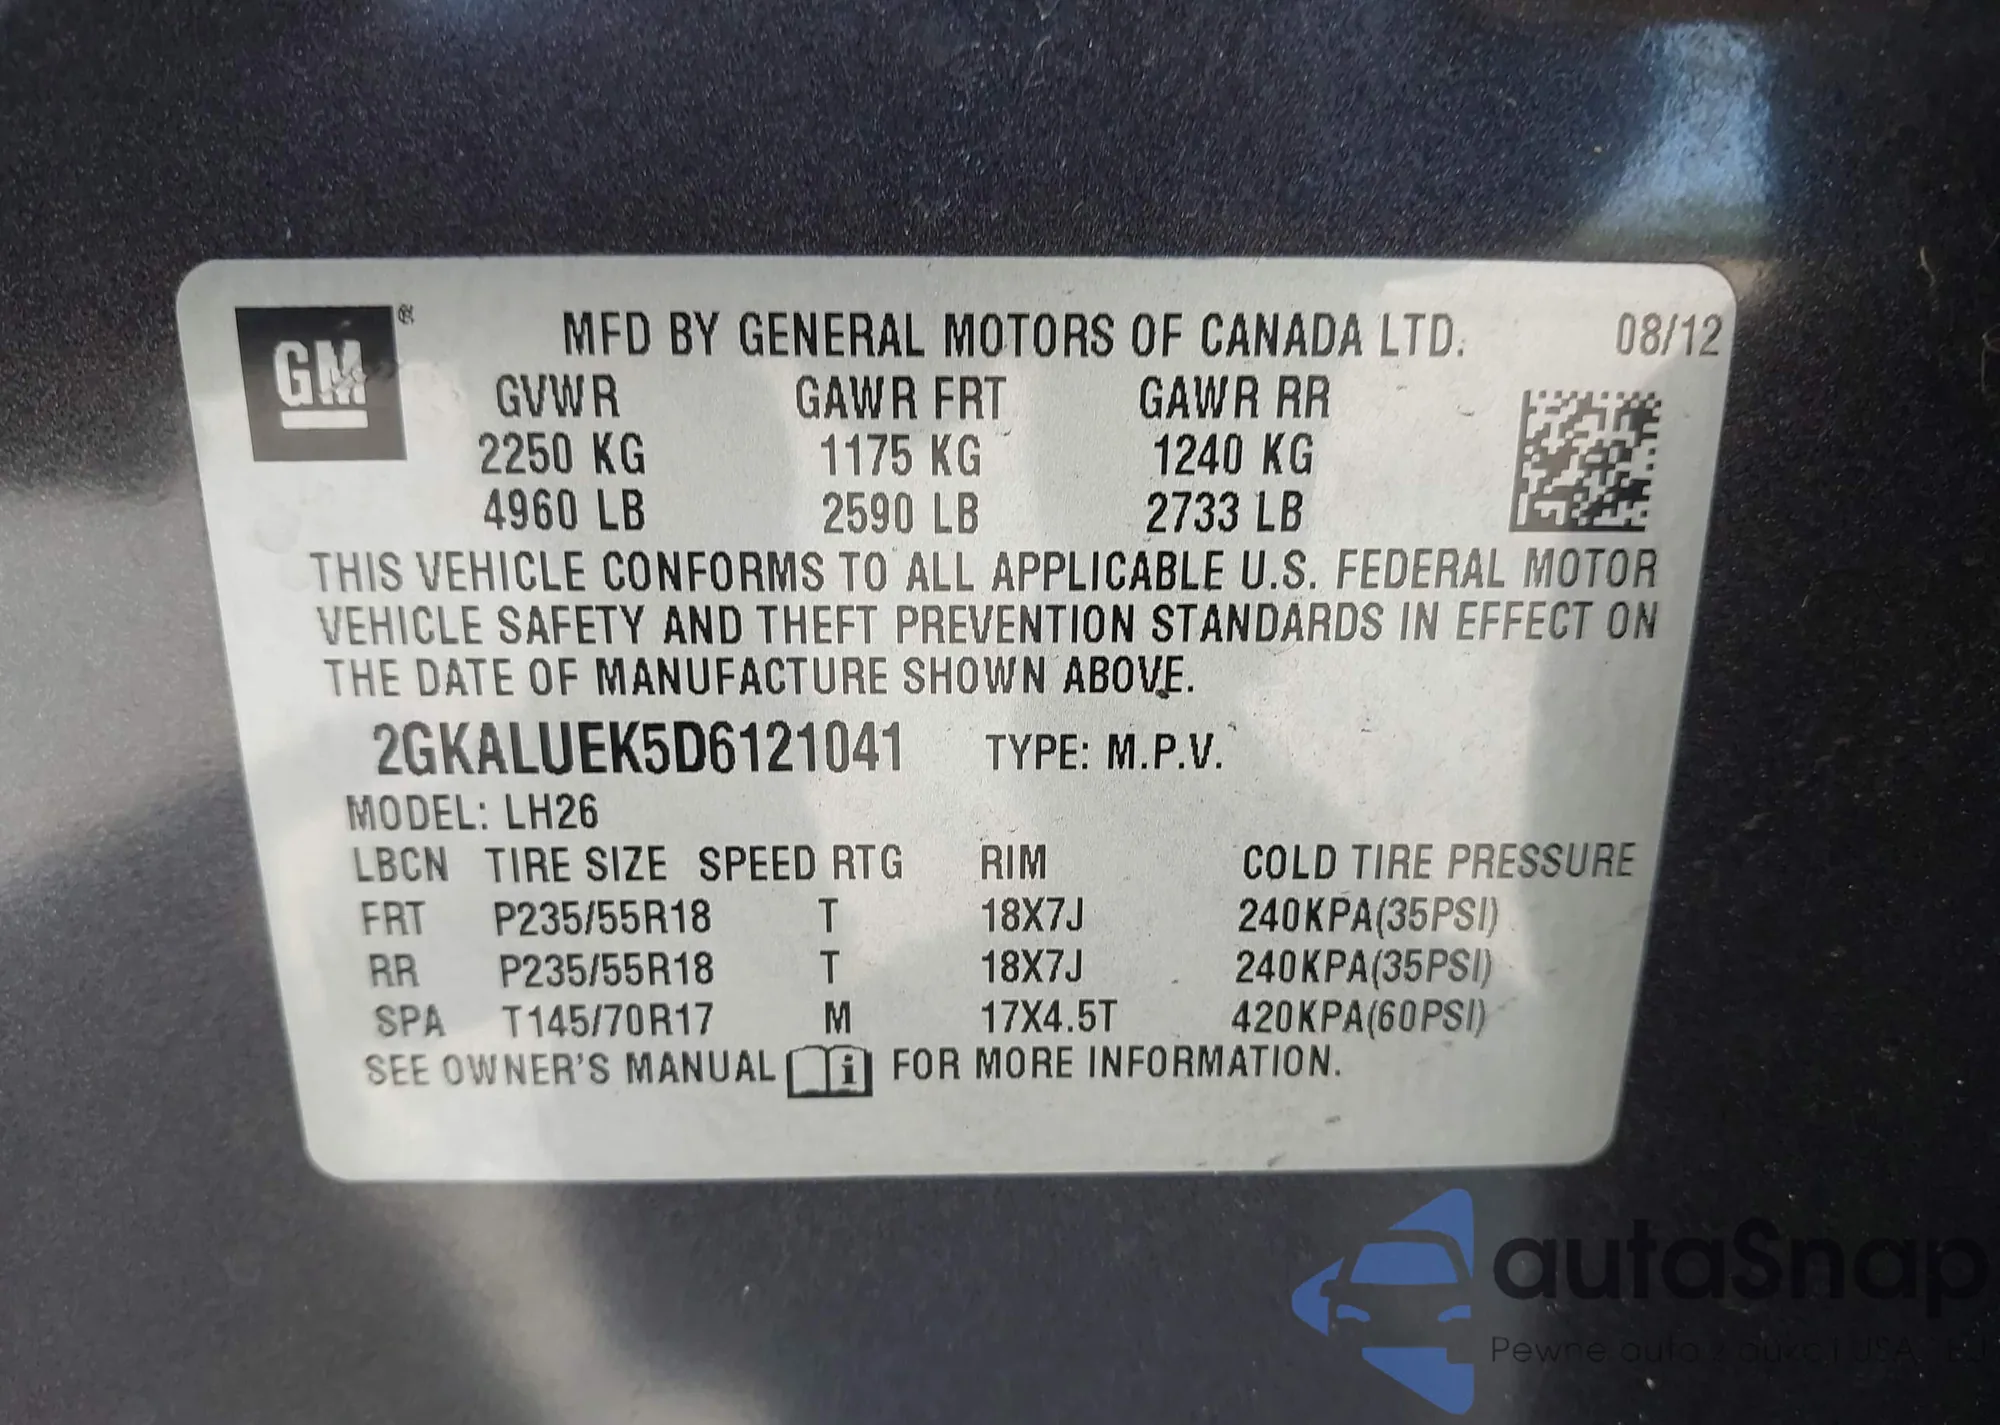 GM ®
MFD BY GENERAL MOTORS OF CANADA LTD. 08/12
GVWR GAWR FRT GAWR RR
2250 KG 1175 KG 1240 KG
4960 LB 2590 LB 2733 LB
THIS VEHICLE CONFORMS TO ALL APPLICABLE U.S. FEDERAL MOTOR
VEHICLE SAFETY AND THEFT PREVENTION STANDARDS IN EFFECT ON
THE DATE OF MANUFACTURE SHOWN ABOVE.
2GKALUEK5D6121041 TYPE: M.P.V.
MODEL: LH26
LBCN TIRE SIZE SPEED RTG RIM COLD TIRE PRESSURE
FRT P235/55R18 T 18X7J 240KPA(35PSI)
RR P235/55R18 T 18X7J 240KPA(35PSI)
SPA T145/70R17 M 17X4.5T 420KPA(60PSI)
SEE OWNER'S MANUAL i FOR MORE INFORMATION.
autaSnap
Pewne auto z aukcji USA